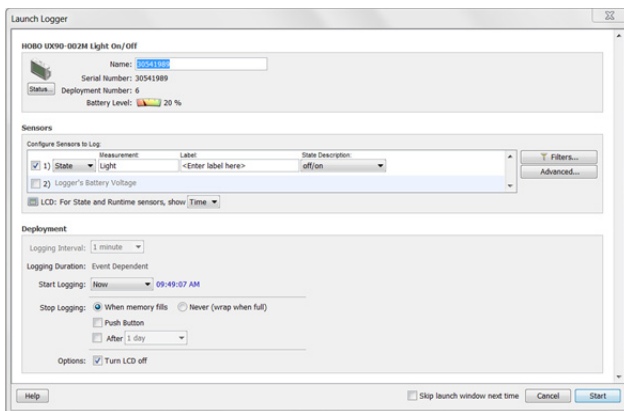 Launch Logger
HOBO UX90-002M Light On/Off
Name: 30541989
Serial Number: 30541989
Status... Deployment Number: 6
Battery Level: 20 %
Sensors
Configure Sensors to Log:
Measurement: Label: State Description:
1) State Light <Enter label here> off/on
2) Logger's Battery Voltage
Filters...
Advanced...
LCD: For State and Runtime sensors, show Time
Deployment
Logging Interval: 1 minute
Logging Duration: Event Dependent
Start Logging: Now 09:49:07 AM
Stop Logging: When memory fills Never (wrap when full)
Push Button
After 1 day
Options: Turn LCD off
Help Skip launch window next time Cancel Start